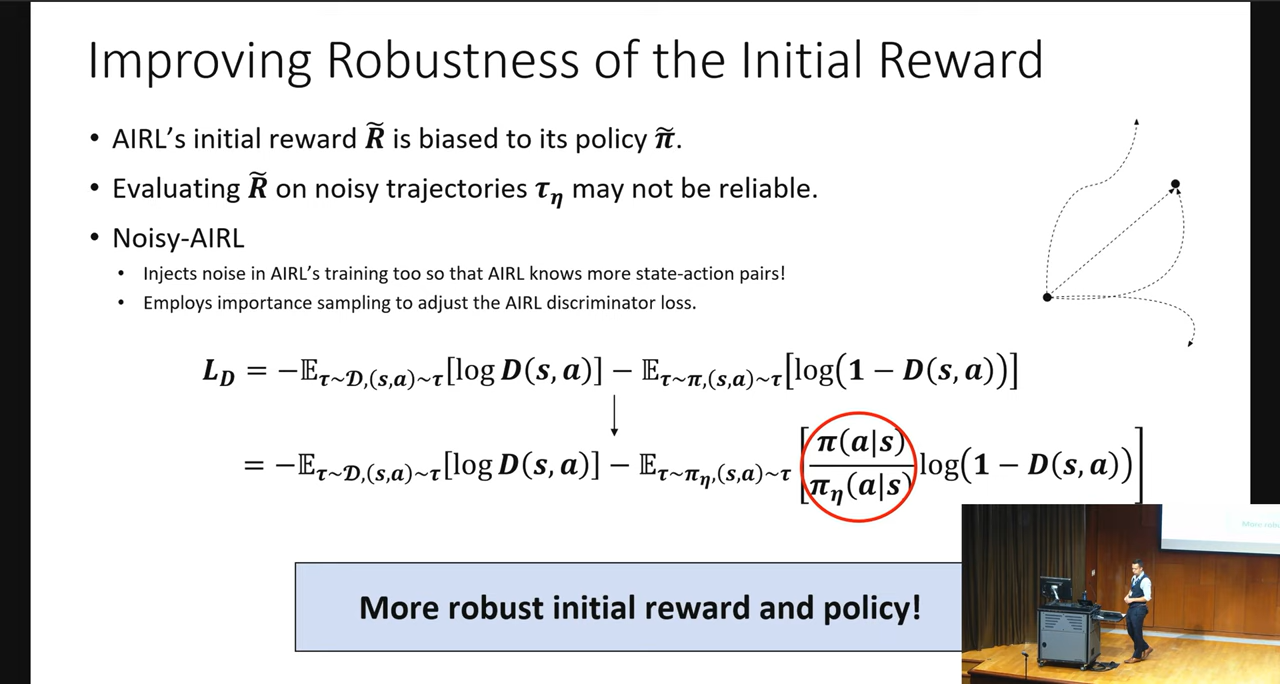 Improving Robustness of the Initial Reward
• AIRL's initial reward R̃ is biased to its policy π̃.
• Evaluating R̃ on noisy trajectories τ_η may not be reliable.
• Noisy-AIRL
• Injects noise in AIRL's training too so that AIRL knows more state-action pairs!
• Employs importance sampling to adjust the AIRL discriminator loss.
L_D = −𝔼_{τ~𝒟,(s,a)~τ}[log D(s, a)] − 𝔼_{τ~π,(s,a)~τ}[log(1 − D(s, a))]
= −𝔼_{τ~𝒟,(s,a)~τ}[log D(s, a)] − 𝔼_{τ~π_η,(s,a)~τ}[π(a|s)/π_η(a|s) log(1 − D(s, a))]
More robust initial reward and policy!